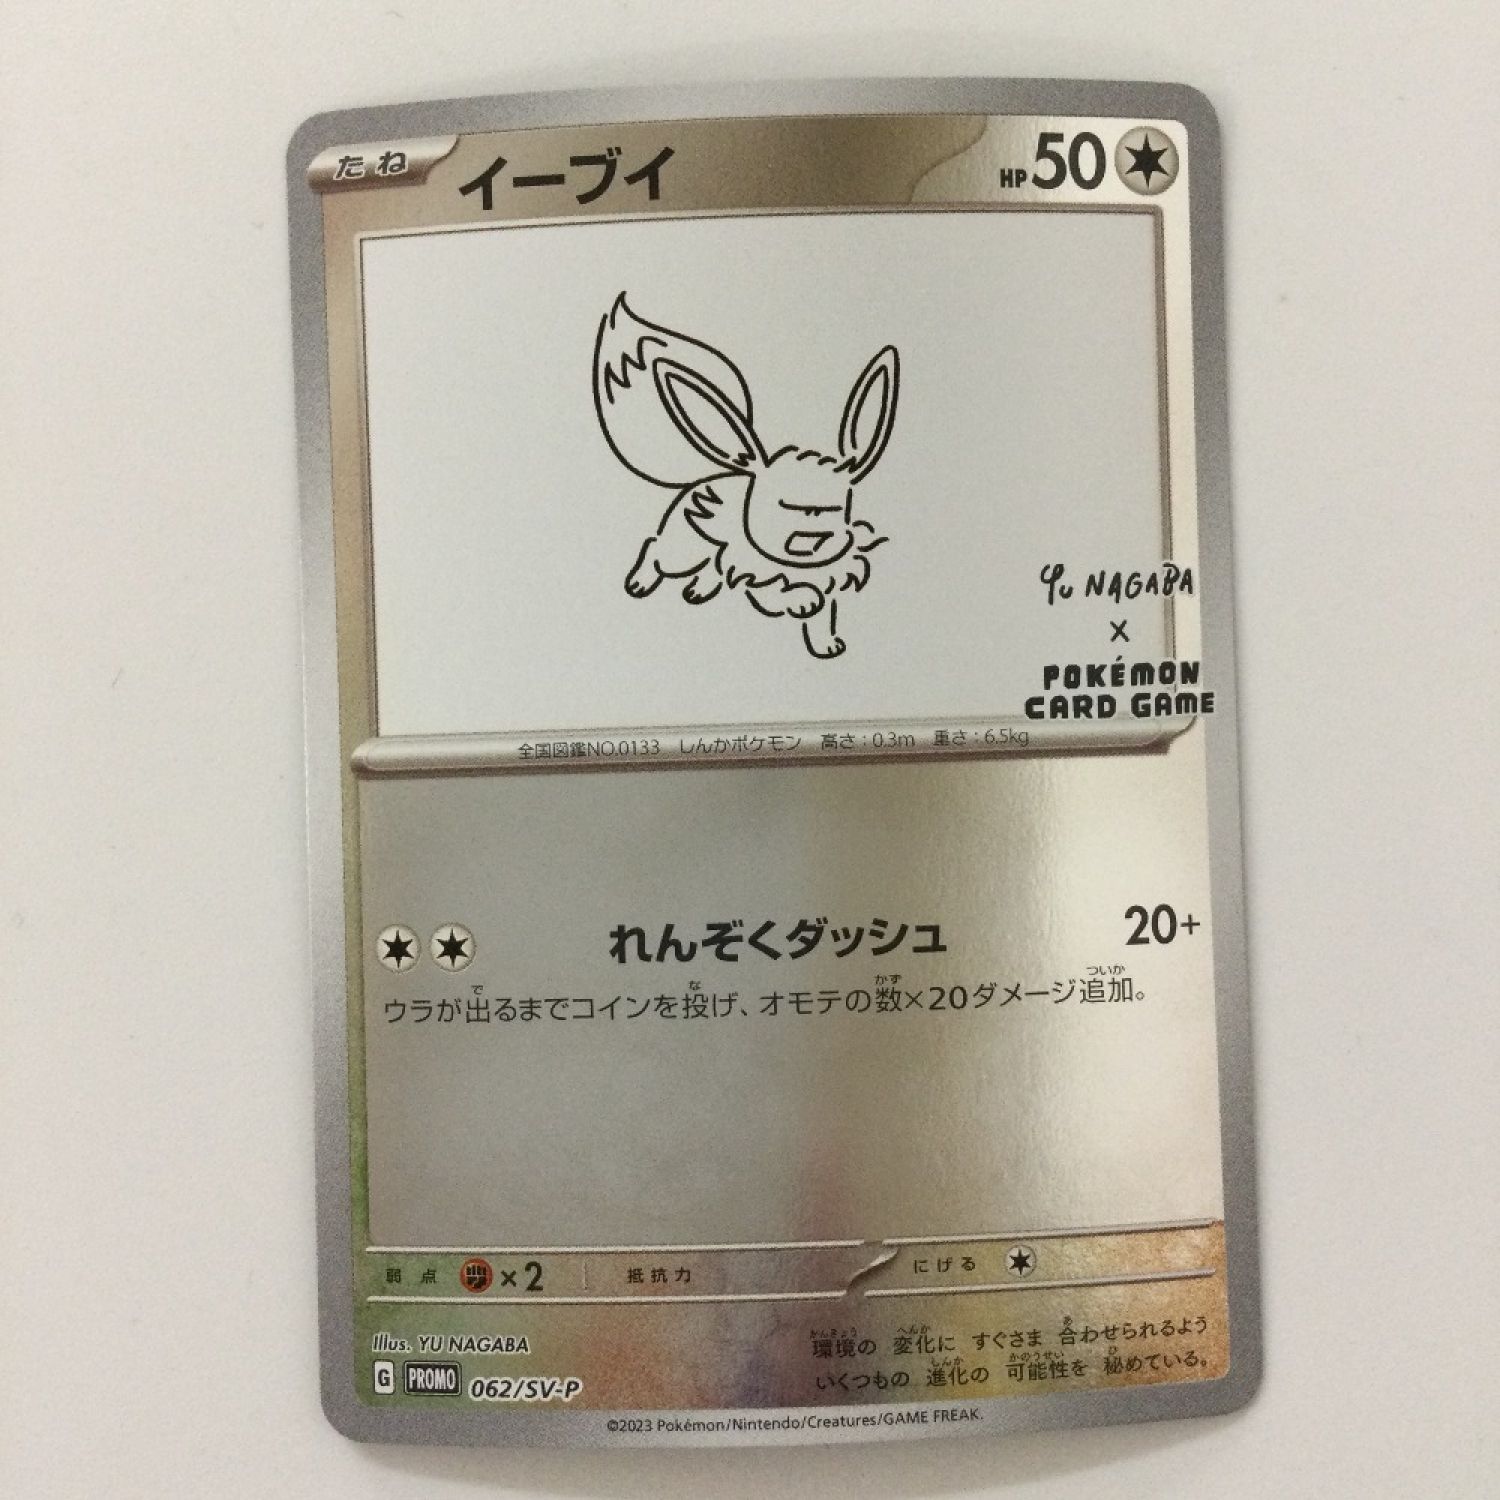 たね イーブイ HP50
YU NAGABA
×
POKÉMON
CARD GAME
全国図鑑NO.0133 しんかポケモン 高さ:0.3m 重さ:6.5kg
れんぞくダッシュ 20+
ウラが出るまでコインを投げ、オモテの数×20ダメージ追加。
弱点 ×2 抵抗力 にげる
Illus. YU NAGABA
環境の 変化に すぐさま 合わせられるよう
いくつもの 進化の 可能性を 秘めている。
G PROMO 062/SV-P
©2023 Pokémon/Nintendo/Creatures/GAME FREAK.